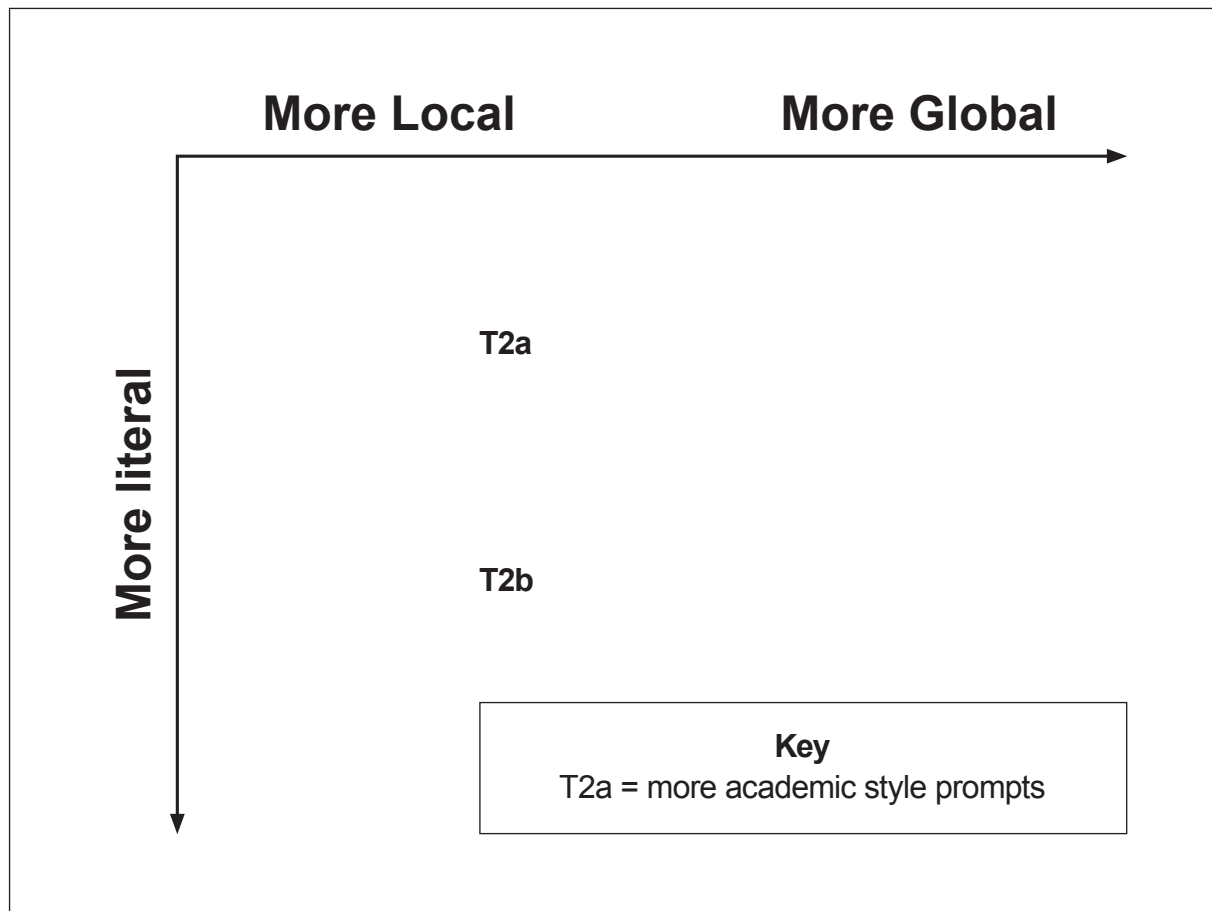 More Local
More Global
More literal
T2a
T2b
Key
T2a = more academic style prompts